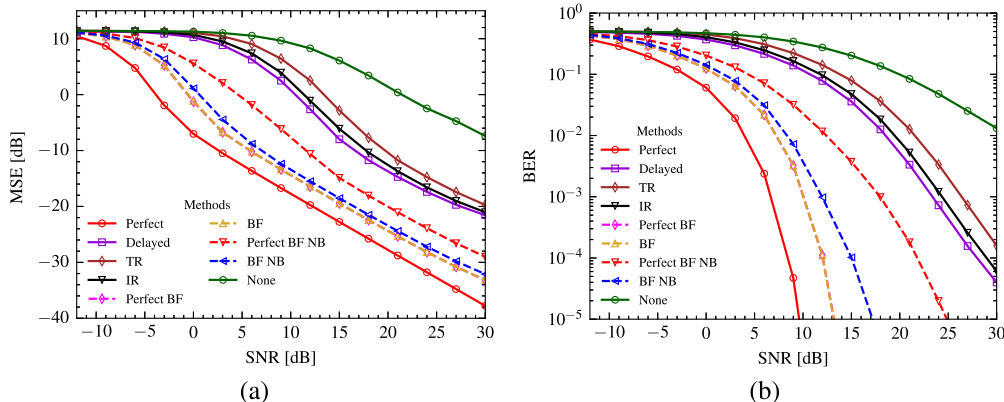 10
0
−10
−20
−30
−40
MSE [dB]
−10
−5
0
5
10
15
20
25
30
SNR [dB]
Methods
Perfect
Delayed
TR
IR
Perfect BF
BF
Perfect BF NB
BF NB
None
(a)
10^0
10^−1
10^−2
10^−3
10^−4
10^−5
BER
−10
−5
0
5
10
15
20
25
30
SNR [dB]
Methods
Perfect
Delayed
TR
IR
Perfect BF
BF
Perfect BF NB
BF NB
None
(b)